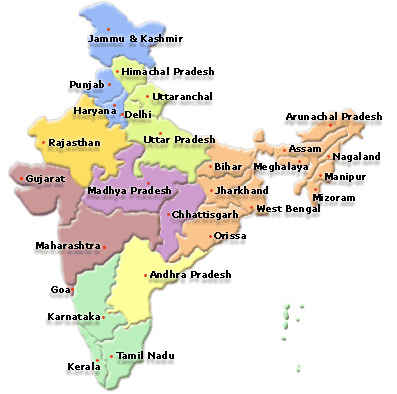 Jammu & Kashmir
Himachal Pradesh
Punjab
Uttaranchal
Haryana
Delhi
Arunachal Pradesh
Uttar Pradesh
Rajasthan
Assam
Nagaland
Bihar
Meghalaya
Gujarat
Manipur
Madhya Pradesh
Jharkhand
Mizoram
West Bengal
Chhattisgarh
Orissa
Maharashtra
Andhra Pradesh
Goa
Karnataka
Tamil Nadu
Kerala